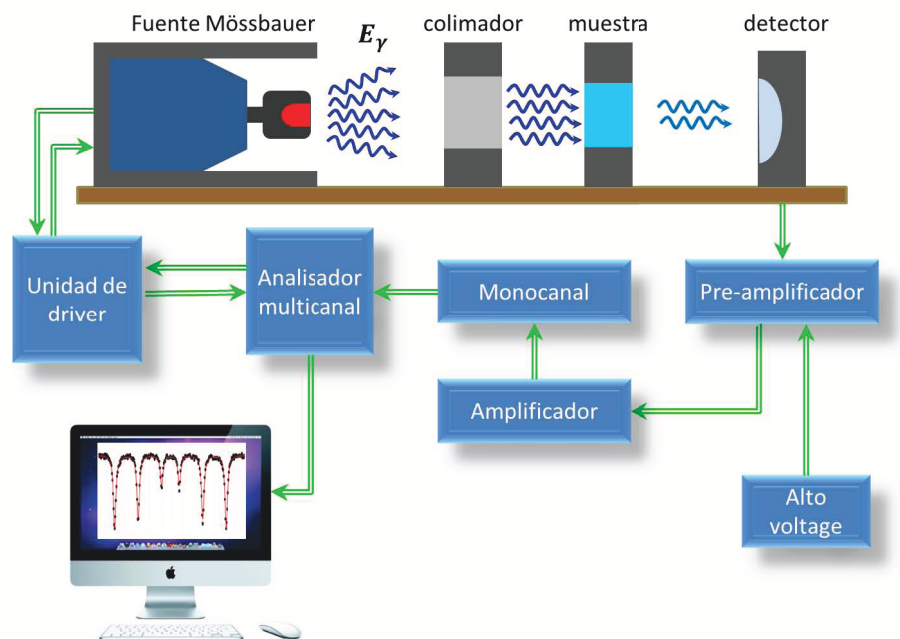 Fuente Mössbauer
E_γ
colimador
muestra
detector
Unidad de
driver
Analisador
multicanal
Monocanal
Pre-amplificador
Amplificador
Alto
voltage